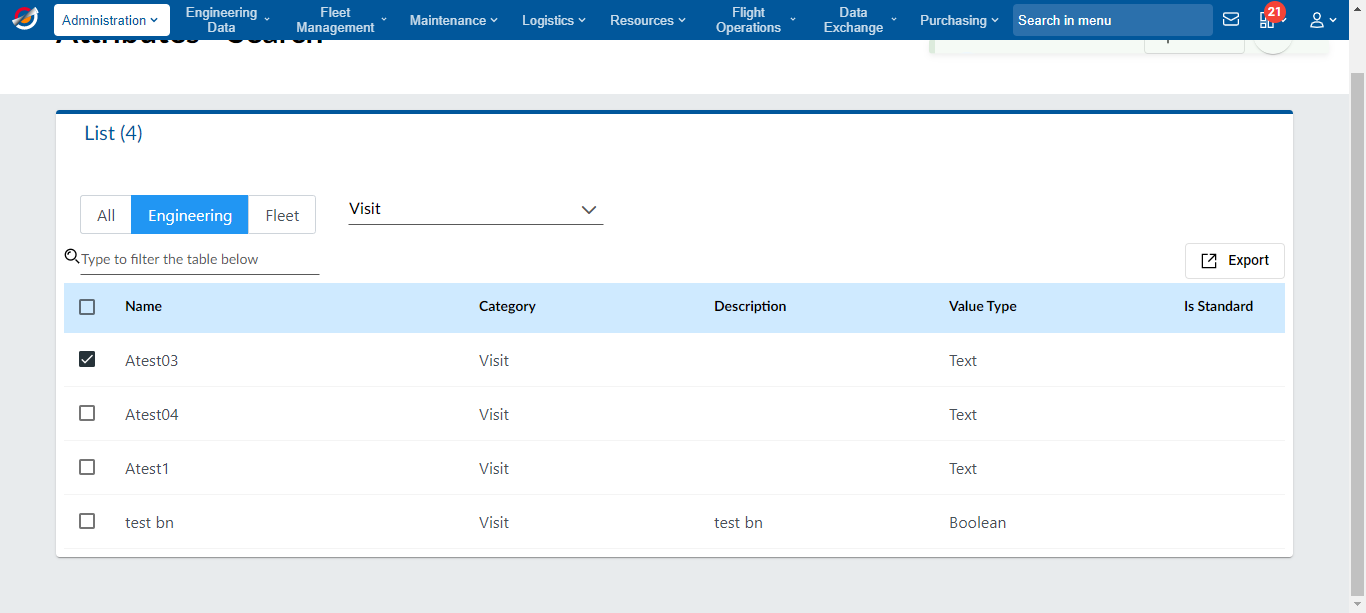 Administration
Engineering
Data
Fleet
Management
Maintenance
Logistics
Resources
Flight
Operations
Data
Exchange
Purchasing
Search in menu
21
Attributes - Search
List (4)
All
Engineering
Fleet
Visit
Type to filter the table below
Export
Name Category Description Value Type Is Standard
Atest03 Visit Text
Atest04 Visit Text
Atest1 Visit Text
test bn Visit test bn Boolean